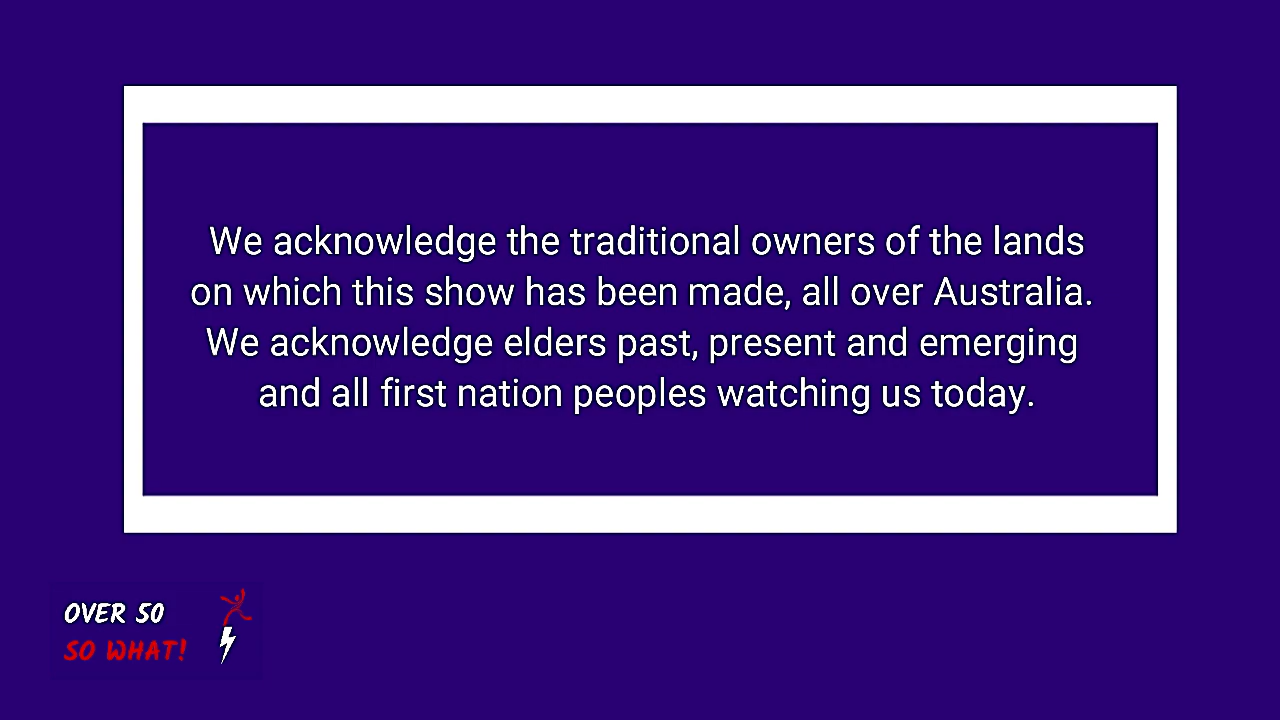 We acknowledge the traditional owners of the lands
on which this show has been made, all over Australia.
We acknowledge elders past, present and emerging
and all first nation peoples watching us today.
OVER 50
SO WHAT!